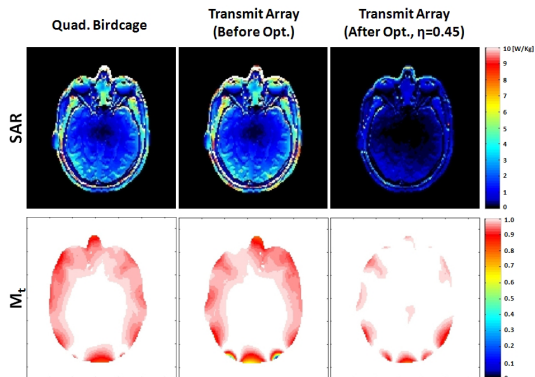 Quad. Birdcage
Transmit Array
(Before Opt.)
Transmit Array
(After Opt., η=0.45)
SAR
10 [W/Kg]
9
8
7
6
5
4
3
2
1
0
Mt
1.0
0.9
0.8
0.7
0.6
0.5
0.4
0.3
0.2
0.1
0